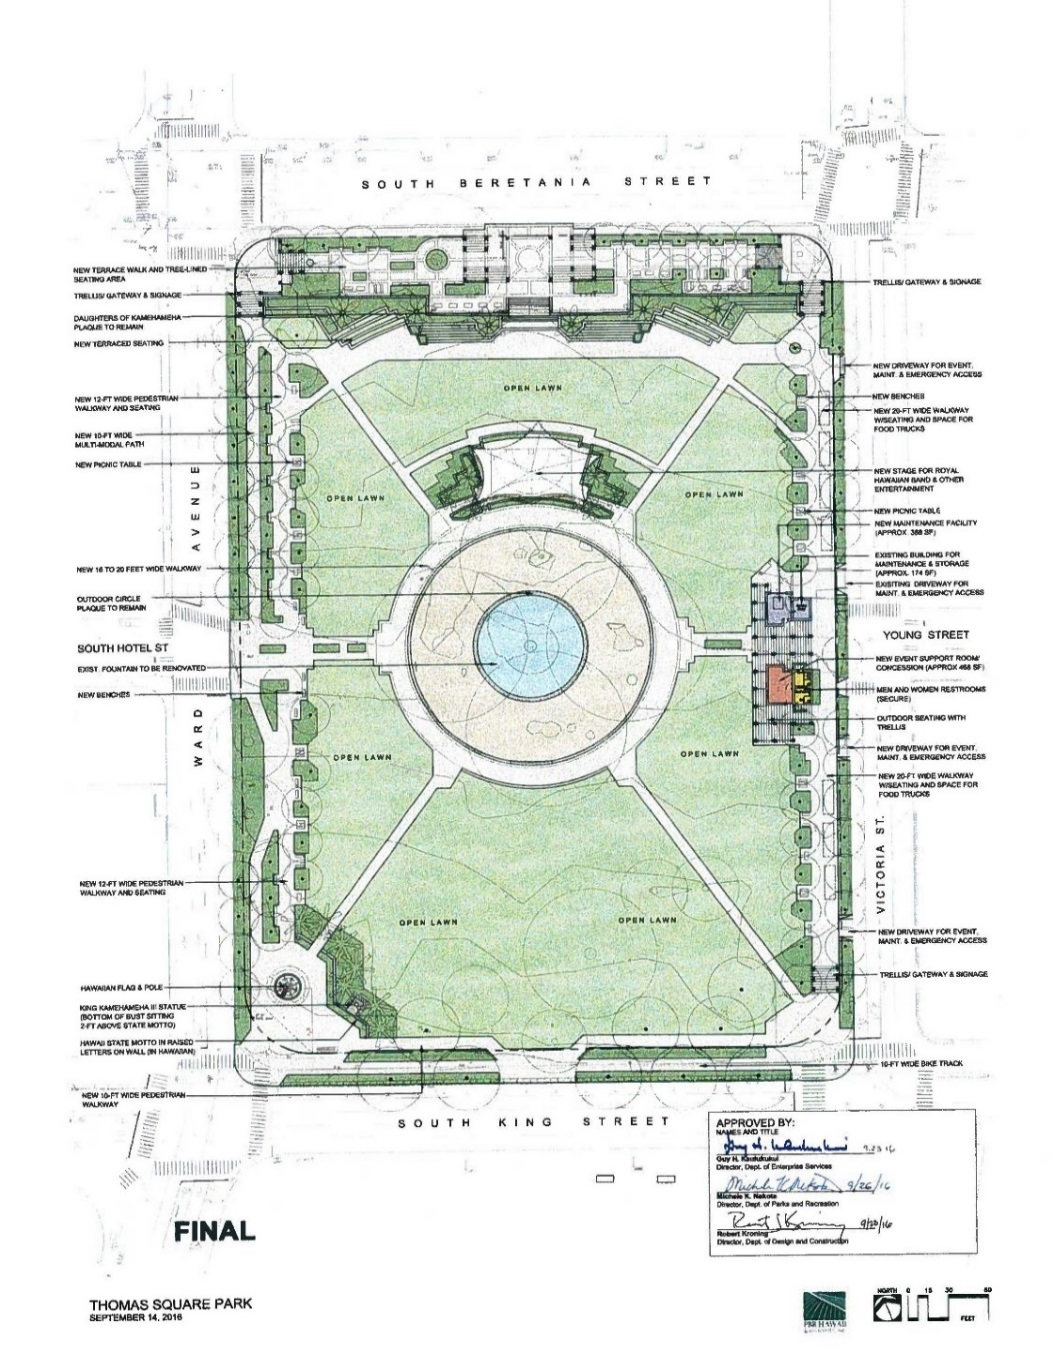 SOUTH BERETANIA STREET
NEW TERRACE WALK AND TREE-LINED
SEATING AREA
TRELLIS/ GATEWAY & SIGNAGE
DAUGHTERS OF KAMEHAMEHA
PLAQUE TO REMAIN
NEW TERRACED SEATING
NEW 12-FT WIDE PEDESTRIAN
WALKWAY AND SEATING
NEW 10-FT WIDE
MULTI-MODAL PATH
NEW PICNIC TABLE
WARD AVENUE
NEW 16 TO 20 FEET WIDE WALKWAY
OUTDOOR CIRCLE
PLAQUE TO REMAIN
SOUTH HOTEL ST
EXIST. FOUNTAIN TO BE RENOVATED
NEW BENCHES
NEW 12-FT WIDE PEDESTRIAN
WALKWAY AND SEATING
HAWAIIAN FLAG & POLE
KING KAMEHAMEHA III STATUE
(BOTTOM OF BUST SITTING
2-FT ABOVE STATE MOTTO)
HAWAII STATE MOTTO IN RAISED
LETTERS ON WALL (IN HAWAIIAN)
NEW 10-FT WIDE PEDESTRIAN
WALKWAY
OPEN LAWN
OPEN LAWN
OPEN LAWN
OPEN LAWN
OPEN LAWN
OPEN LAWN
OPEN LAWN
TRELLIS/ GATEWAY & SIGNAGE
NEW DRIVEWAY FOR EVENT,
MAINT. & EMERGENCY ACCESS
NEW BENCHES
NEW 20-FT WIDE WALKWAY
W/SEATING AND SPACE FOR
FOOD TRUCKS
NEW STAGE FOR ROYAL
HAWAIIAN BAND & OTHER
ENTERTAINMENT
NEW PICNIC TABLE
NEW MAINTENANCE FACILITY
(APPROX. 388 SF)
EXISTING BUILDING FOR
MAINTENANCE & STORAGE
(APPROX. 174 SF)
EXISITING DRIVEWAY FOR
MAINT. & EMERGENCY ACCESS
YOUNG STREET
NEW EVENT SUPPORT ROOM/
CONCESSION (APPROX 468 SF)
MEN AND WOMEN RESTROOMS
(SECURE)
OUTDOOR SEATING WITH
TRELLIS
NEW DRIVEWAY FOR EVENT,
MAINT. & EMERGENCY ACCESS
NEW 20-FT WIDE WALKWAY
W/SEATING AND SPACE FOR
FOOD TRUCKS
VICTORIA ST.
NEW DRIVEWAY FOR EVENT,
MAINT. & EMERGENCY ACCESS
TRELLIS/ GATEWAY & SIGNAGE
10-FT WIDE BIKE TRACK
SOUTH KING STREET
APPROVED BY:
NAMES AND TITLE
9.23.16
Guy H. Kaulukukui
Director, Dept. of Enterprise Services
9/26/16
Michele K. Nekota
Director, Dept. of Parks and Recreation
Robert Kroning
Director, Dept. of Design and Construction
FINAL
THOMAS SQUARE PARK
SEPTEMBER 14, 2016
PBR HAWAII
NORTH 0 15 30 60
FEET